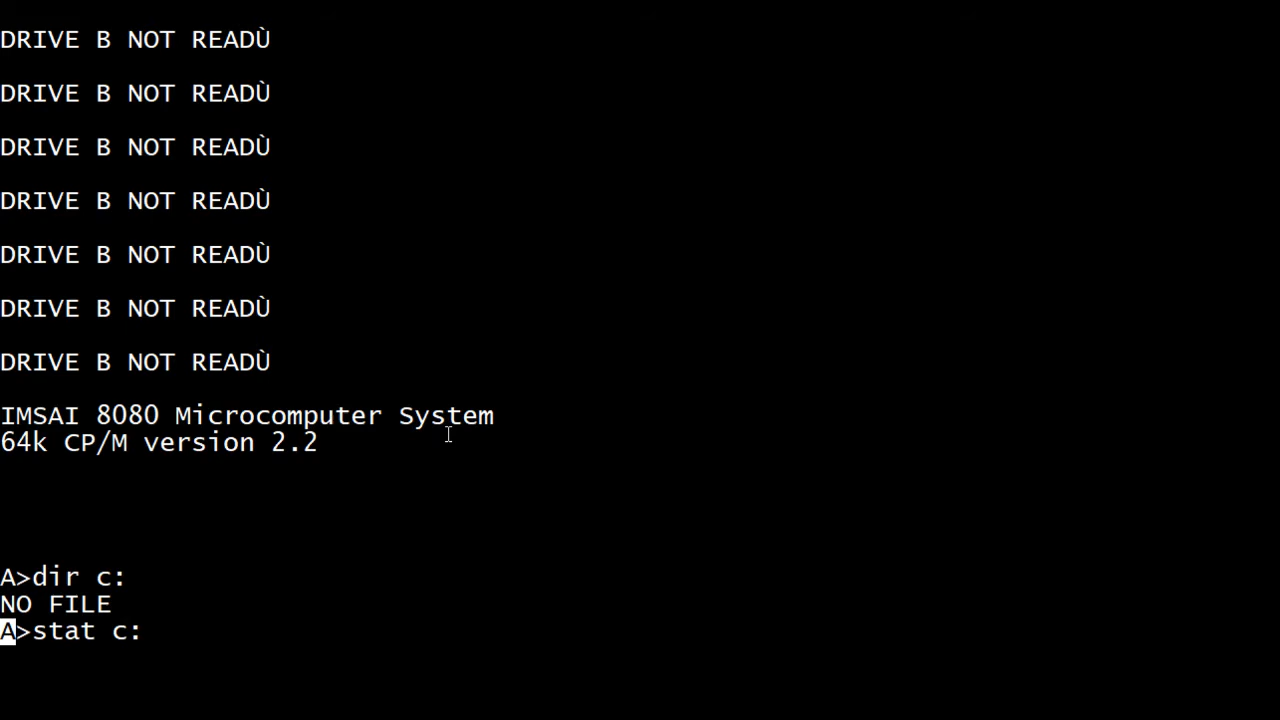 DRIVE B NOT READÙ
DRIVE B NOT READÙ
DRIVE B NOT READÙ
DRIVE B NOT READÙ
DRIVE B NOT READÙ
DRIVE B NOT READÙ
DRIVE B NOT READÙ
IMSAI 8080 Microcomputer System
64k CP/M version 2.2
A>dir c:
NO FILE
A>stat c: